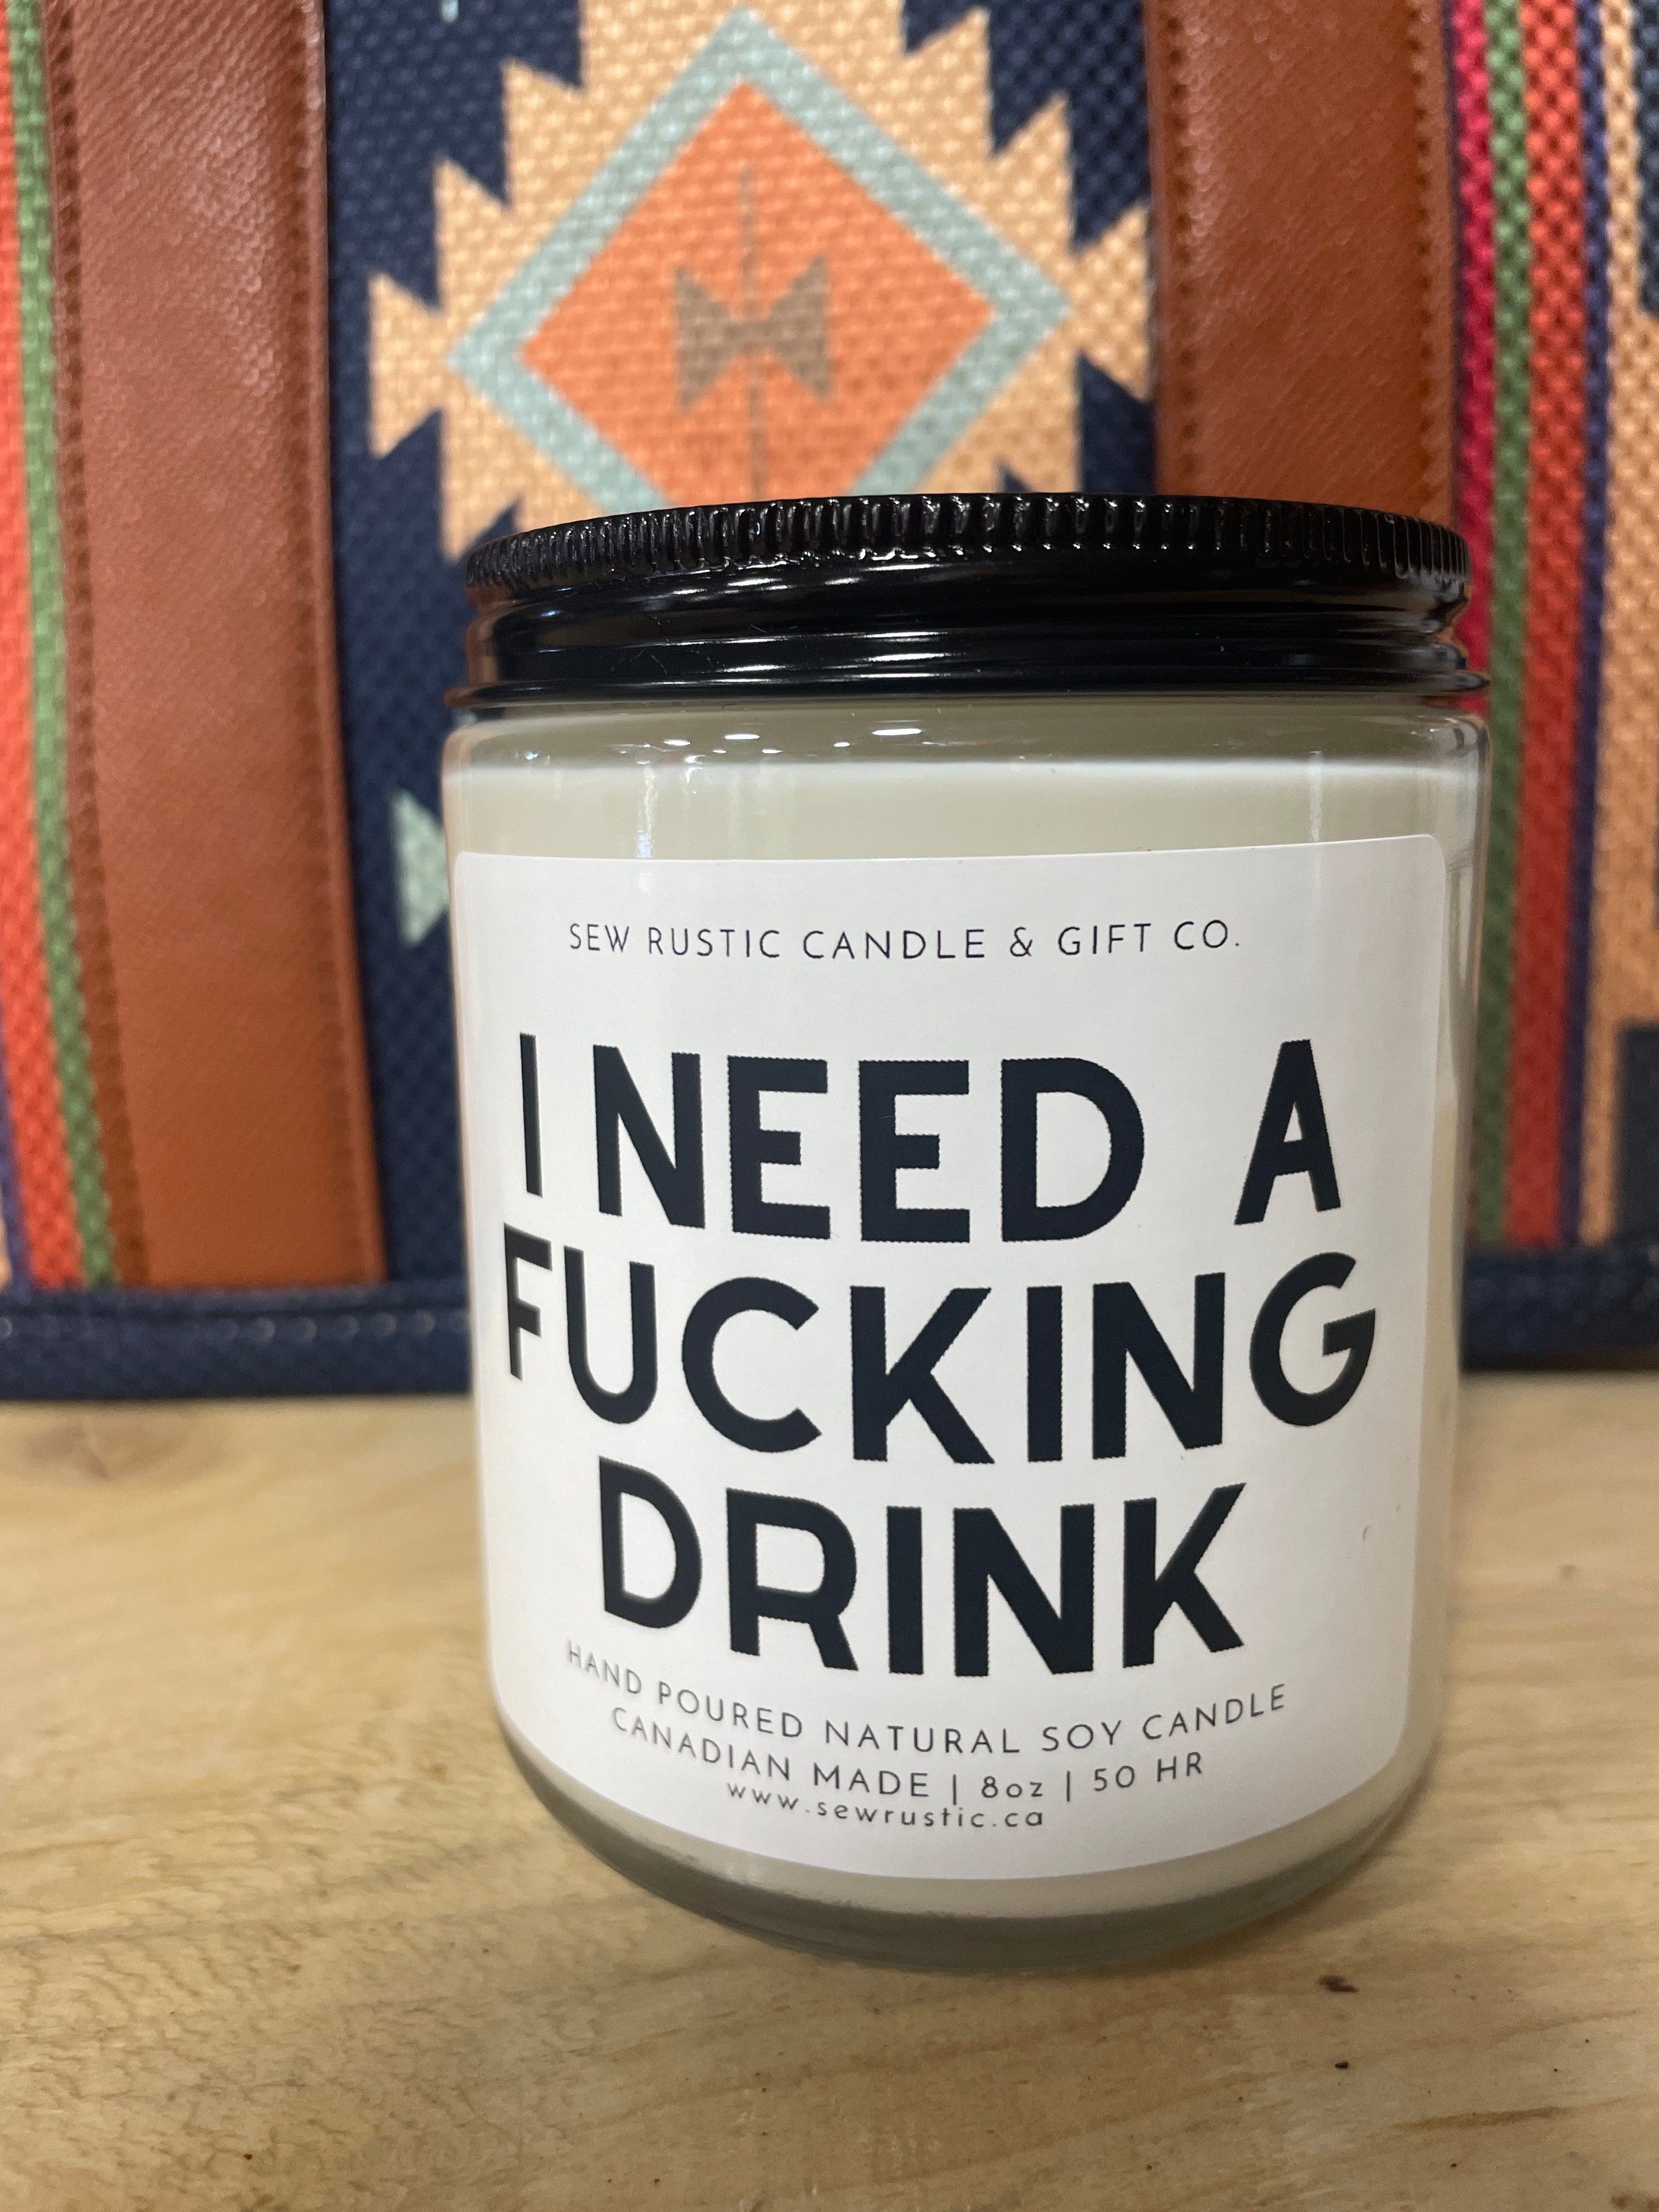 SEW RUSTIC CANDLE & GIFT CO.
I NEED A
FUCKING
DRINK
HAND POURED NATURAL SOY CANDLE
CANADIAN MADE | 8oz | 50 HR
www.sewrustic.ca